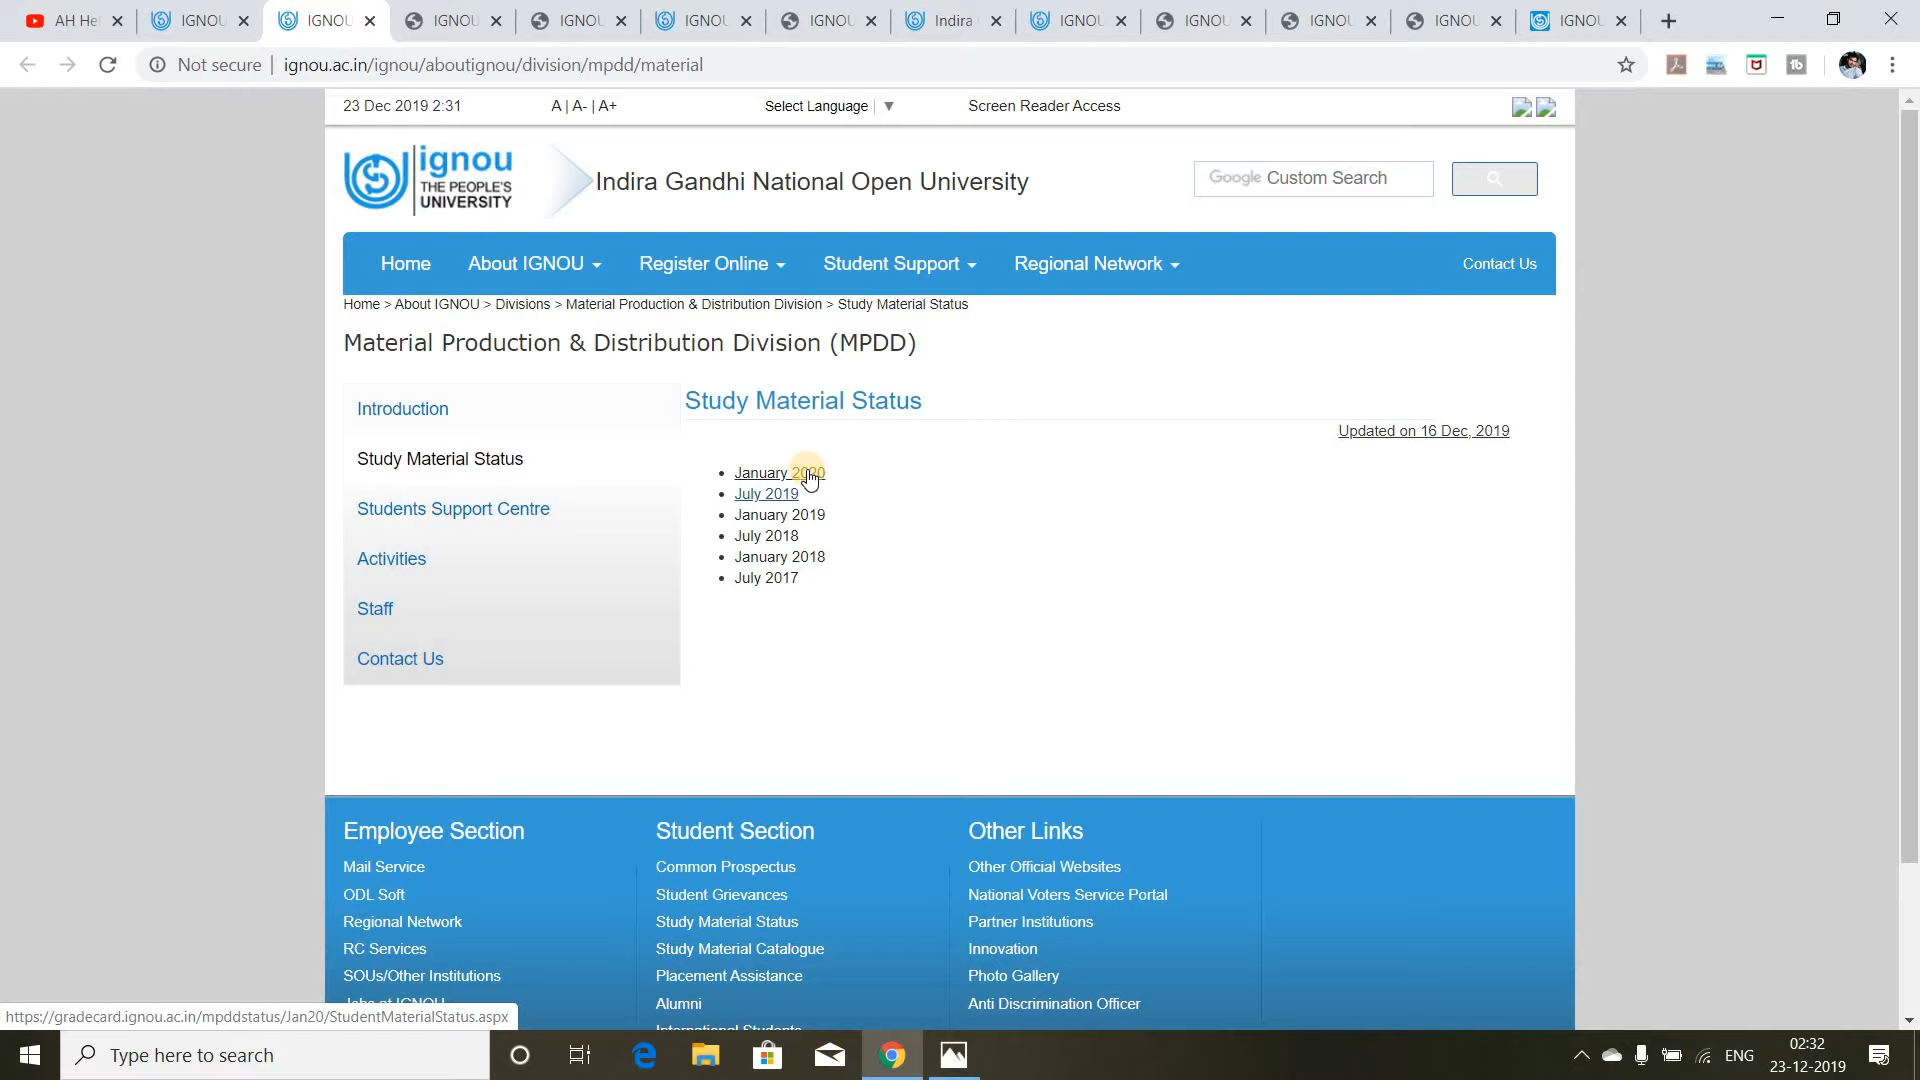 AH He
IGNOU
IGNOU
IGNOU
IGNOU
IGNOU
IGNOU
Indira
IGNOU
IGNOU
IGNOU
IGNOU
IGNOU
Not secure | ignou.ac.in/ignou/aboutignou/division/mpdd/material
23 Dec 2019 2:31 A | A- | A+ Select Language ▼ Screen Reader Access
ignou
THE PEOPLE'S
UNIVERSITY
Indira Gandhi National Open University
Google Custom Search
Home About IGNOU Register Online Student Support Regional Network Contact Us
Home > About IGNOU > Divisions > Material Production & Distribution Division > Study Material Status
Material Production & Distribution Division (MPDD)
Introduction
Study Material Status
Students Support Centre
Activities
Staff
Contact Us
Study Material Status
Updated on 16 Dec, 2019
• January 2020
• July 2019
• January 2019
• July 2018
• January 2018
• July 2017
Employee Section
Mail Service
ODL Soft
Regional Network
RC Services
SOUs/Other Institutions
Jobs at IGNOU
Student Section
Common Prospectus
Student Grievances
Study Material Status
Study Material Catalogue
Placement Assistance
Alumni
International Students
Other Links
Other Official Websites
National Voters Service Portal
Partner Institutions
Innovation
Photo Gallery
Anti Discrimination Officer
https://gradecard.ignou.ac.in/mpddstatus/Jan20/StudentMaterialStatus.aspx
Type here to search
ENG
02:32
23-12-2019